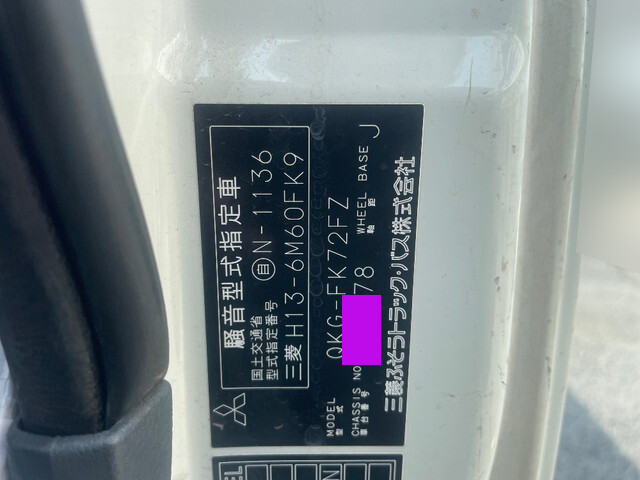 騒音型式指定車
国土交通省
型式指定番号 自N-1136
三菱 H13-6M60FK9
MODEL
型式 QKG-FK72FZ
CHASSIS NO
車台番号 78
WHEEL BASE
軸距 J
三菱ふそうトラック・バス株式会社
EL
N